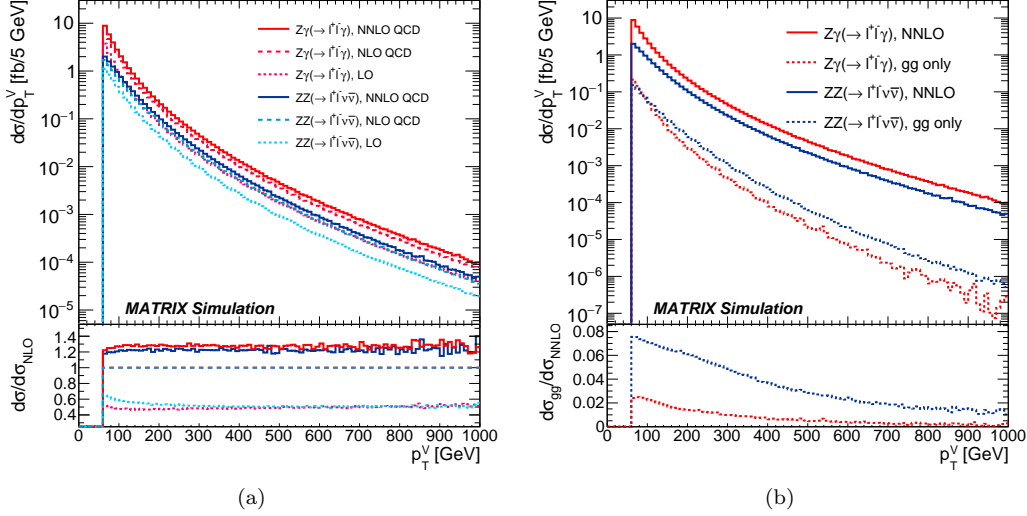 dσ/dp_T^V [fb/5 GeV]
10
1
10⁻¹
10⁻²
10⁻³
10⁻⁴
10⁻⁵
Zγ(→ l⁺l⁻γ), NNLO QCD
Zγ(→ l⁺l⁻γ), NLO QCD
Zγ(→ l⁺l⁻γ), LO
ZZ(→ l⁺l⁻νν̅), NNLO QCD
ZZ(→ l⁺l⁻νν̅), NLO QCD
ZZ(→ l⁺l⁻νν̅), LO
MATRIX Simulation
dσ/dσ_NLO
1.4
1.2
1
0.8
0.6
0.4
0 100 200 300 400 500 600 700 800 900 1000
p_T^V [GeV]
(a)
dσ/dp_T^V [fb/5 GeV]
10
1
10⁻¹
10⁻²
10⁻³
10⁻⁴
10⁻⁵
10⁻⁶
10⁻⁷
Zγ(→ l⁺l⁻γ), NNLO
Zγ(→ l⁺l⁻γ), gg only
ZZ(→ l⁺l⁻νν̅), NNLO
ZZ(→ l⁺l⁻νν̅), gg only
MATRIX Simulation
dσ_gg/dσ_NNLO
0.08
0.06
0.04
0.02
0
0 100 200 300 400 500 600 700 800 900 1000
p_T^V [GeV]
(b)